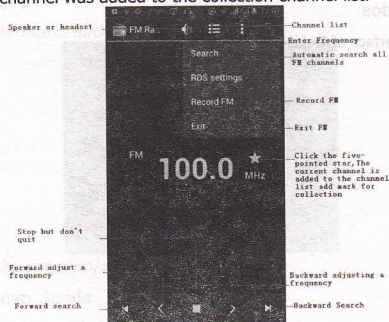 channel was added to the collection channel list.
Speaker or headset
FM Ra...
Channel list
Enter Frequency
Search
Automatic search all
FM channels
RDS settings
Record FM
Record FM
Exit
Exit FM
FM
100.0
MHz
Click the five-
pointed star,The
current channel is
added to the channel
list add mark for
collection
Stop but don't
quit
Forward adjust a
frequency
Backward adjusting a
frequency
Forward search
Backward Search